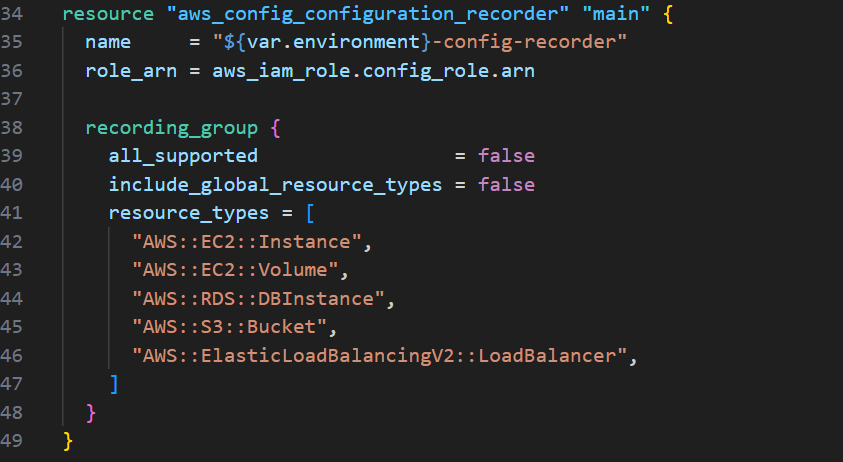 34 resource "aws_config_configuration_recorder" "main" {
35   name     = "${var.environment}-config-recorder"
36   role_arn = aws_iam_role.config_role.arn
37
38   recording_group {
39     all_supported                 = false
40     include_global_resource_types = false
41     resource_types = [
42       "AWS::EC2::Instance",
43       "AWS::EC2::Volume",
44       "AWS::RDS::DBInstance",
45       "AWS::S3::Bucket",
46       "AWS::ElasticLoadBalancingV2::LoadBalancer",
47     ]
48   }
49 }